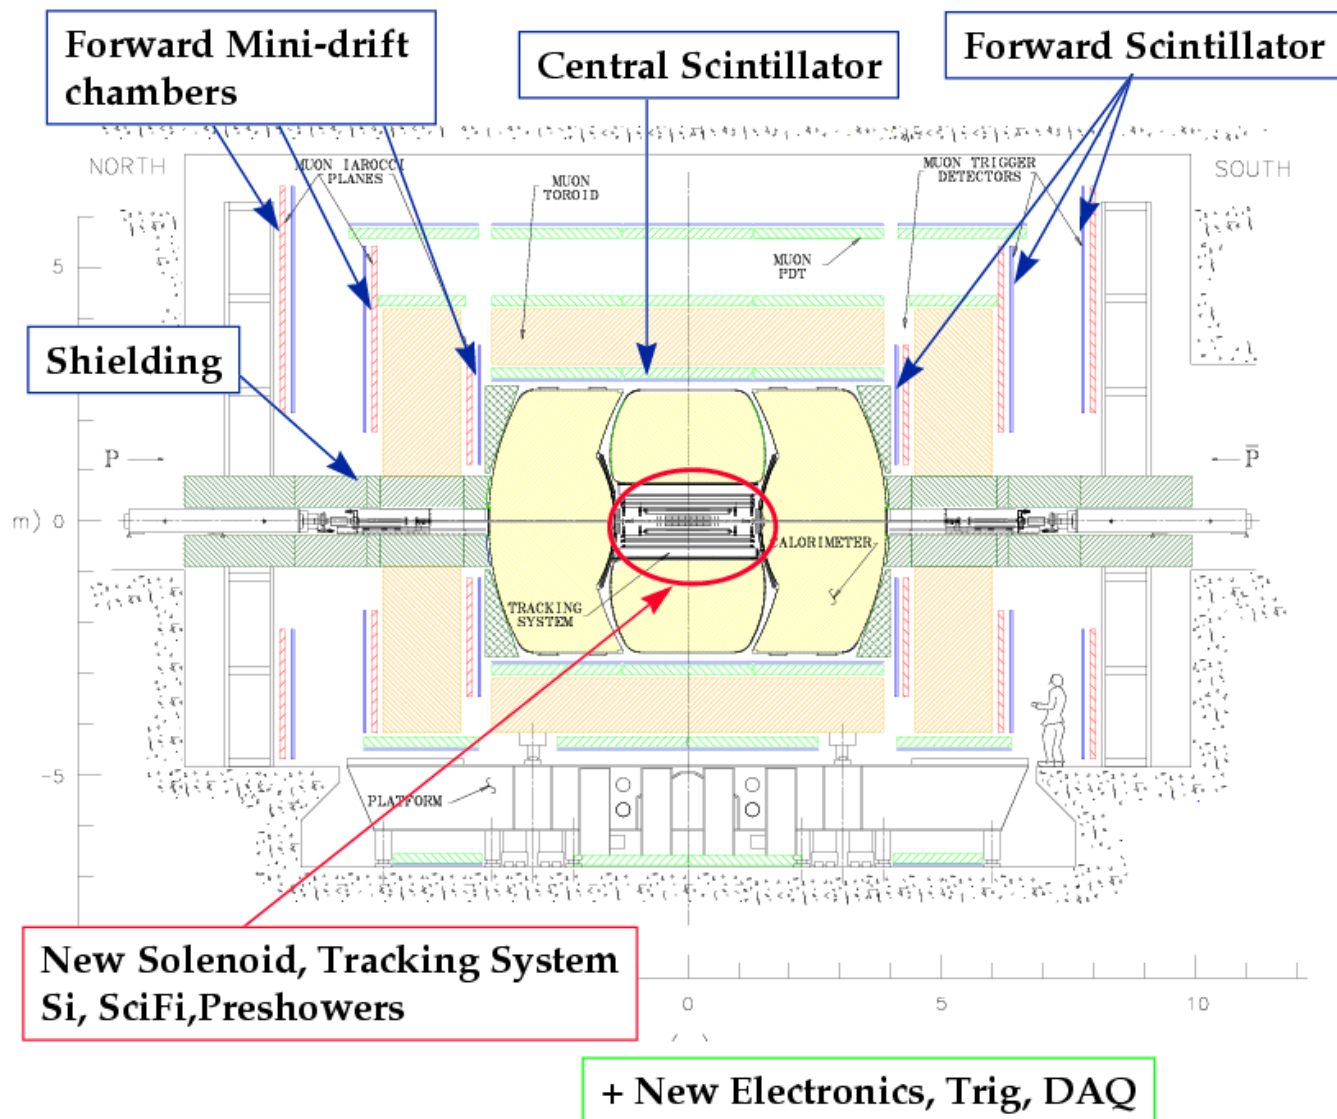 Forward Mini-drift
chambers
Central Scintillator
Forward Scintillator
NORTH
MUON IAROCCI
PLANES
MUON
TOROID
MUON TRIGGER
DETECTORS
SOUTH
5
MUON
PDT
Shielding
P
P̅
m) 0
CALORIMETER
TRACKING
SYSTEM
-5
PLATFORM
New Solenoid, Tracking System
Si, SciFi,Preshowers
0
5
10
+ New Electronics, Trig, DAQ